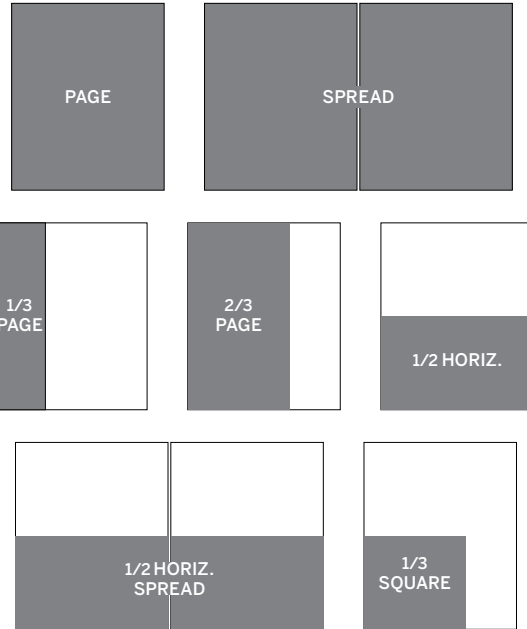 PAGE
SPREAD
1/3
PAGE
2/3
PAGE
1/2 HORIZ.
1/2 HORIZ.
SPREAD
1/3
SQUARE